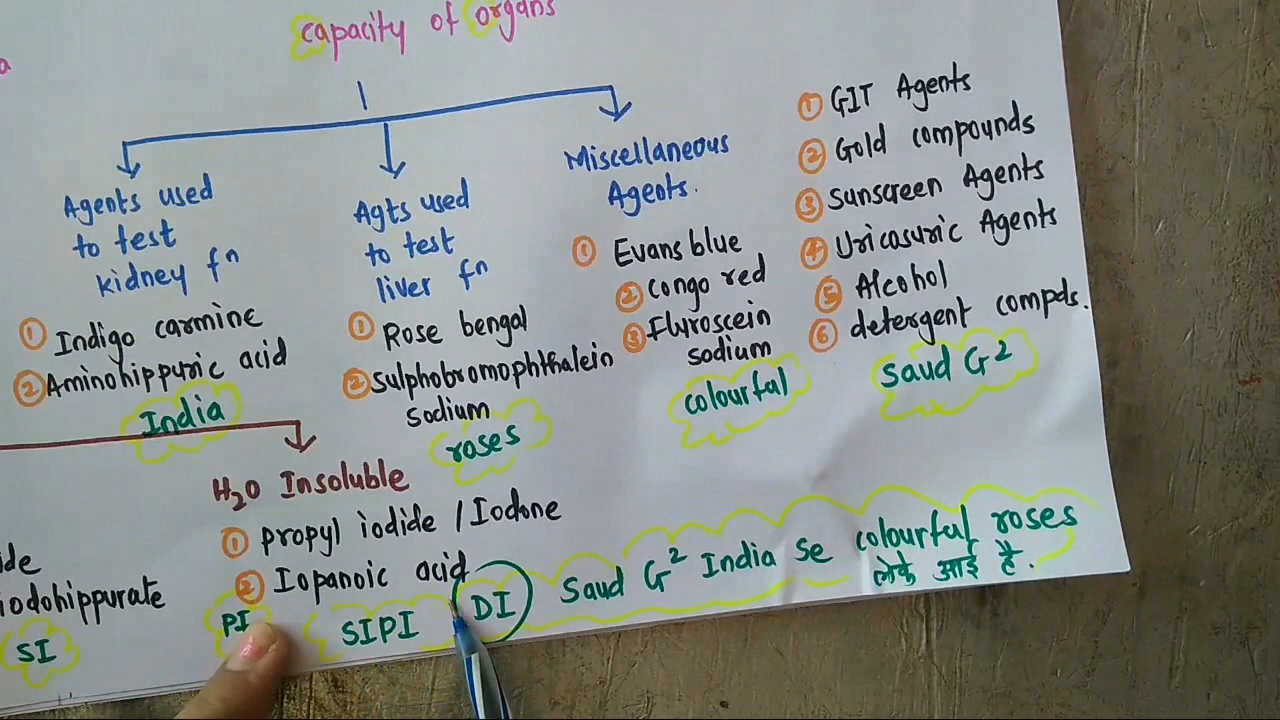 capacity of organs
a
Agents used
to test
kidney fⁿ
① Indigo carmine
② Aminohippuric acid
India
Agts used
to test
liver fⁿ
① Rose bengal
② Sulphobromophthalein
sodium
roses
Miscellaneous
Agents.
① Evans blue
② Congo red
③ Fluroscein
sodium
colourful
① GIT Agents
② Gold compounds
③ Sunscreen Agents
④ Uricosuric Agents
⑤ Alcohol
⑥ detergent compds.
Saud G²
ide
iodohippurate
SI
H₂O Insoluble
① propyl iodide / Iodone
② Iopanoic acid
PI
SIPI DI Saud G² India Se colourful roses
लेके आई है.